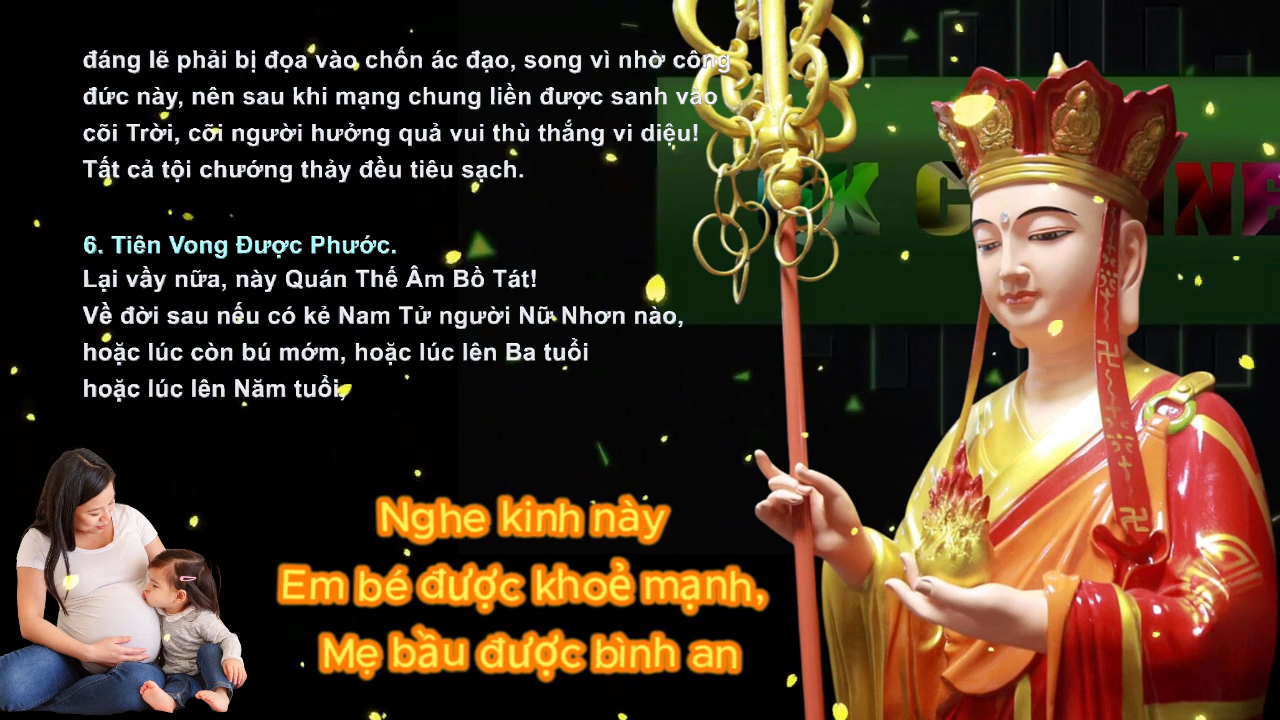 đáng lẽ phải bị đọa vào chốn ác đạo, song vì nhờ công
đức này, nên sau khi mạng chung liền được sanh vào
cõi Trời, cõi người hưởng quả vui thù thắng vi diệu!
Tất cả tội chướng thảy đều tiêu sạch.
6. Tiên Vong Được Phước.
Lại vầy nữa, này Quán Thế Âm Bồ Tát!
Về đời sau nếu có kẻ Nam Tử người Nữ Nhơn nào,
hoặc lúc còn bú mớm, hoặc lúc lên Ba tuổi
hoặc lúc lên Năm tuổi,
Nghe kinh này
Em bé được khoẻ mạnh,
Mẹ bầu được bình an